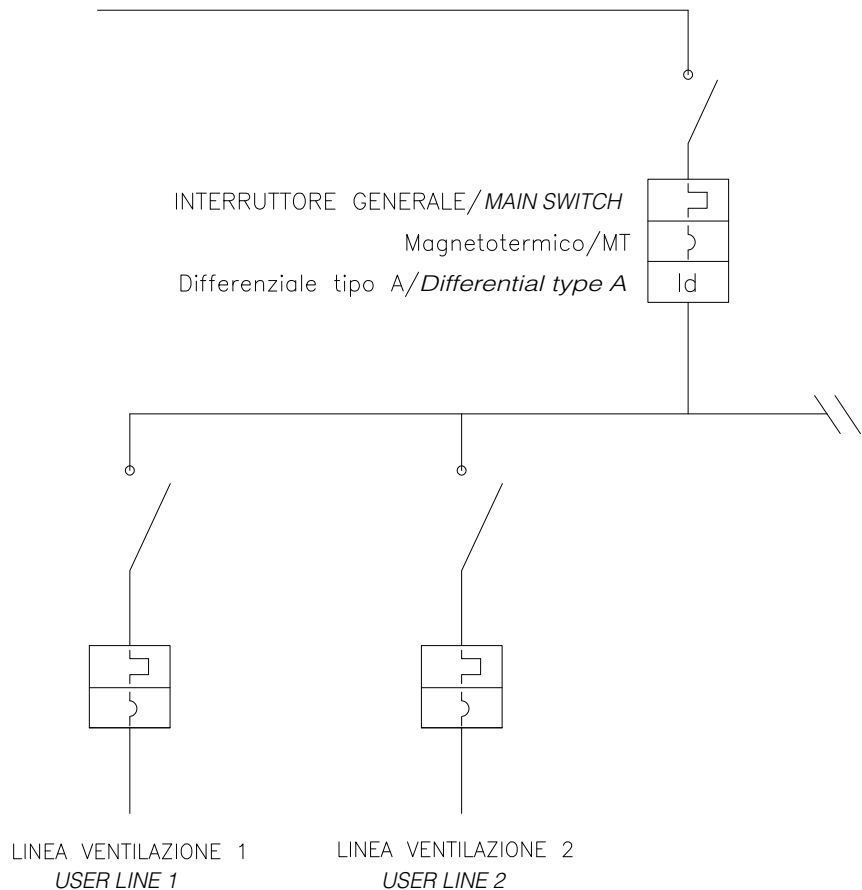 INTERRUTTORE GENERALE/MAIN SWITCH
Magnetotermico/MT
Differenziale tipo A/Differential type A
Id
LINEA VENTILAZIONE 1
USER LINE 1
LINEA VENTILAZIONE 2
USER LINE 2